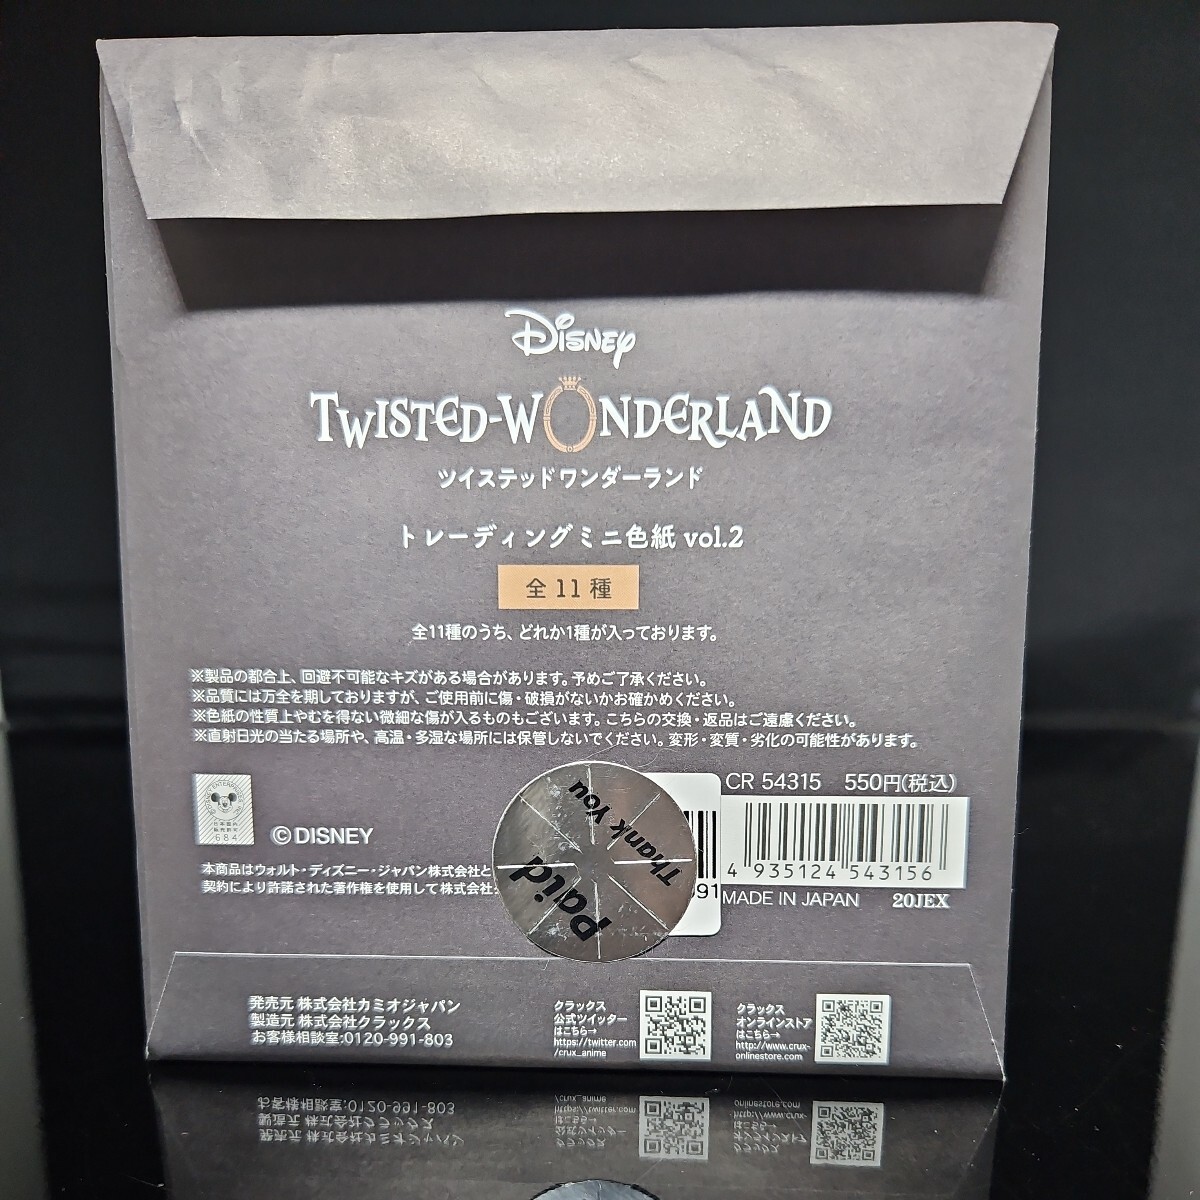 Disney
TWISTED-WONDERLAND
ツイステッドワンダーランド
トレーディングミニ色紙 vol.2
全11種
全11種のうち、どれか1種が入っております。
※製品の都合上、回避不可能なキズがある場合があります。予めご了承ください。
※品質には万全を期しておりますが、ご使用前に傷・破損がないかお確かめください。
※色紙の性質上やむを得ない微細な傷が入るものもございます。こちらの交換・返品はご遠慮ください。
※直射日光の当たる場所や、高温・多湿な場所には保管しないでください。変形・変質・劣化の可能性があります。
CR 54315 550円(税込)
684
©DISNEY
Thank You
Paid
91
4 935124 543156
本商品はウォルト・ディズニー・ジャパン株式会社と
契約により許諾された著作権を使用して株式会社
MADE IN JAPAN 20JEX
発売元 株式会社カミオジャパン
製造元 株式会社クラックス
お客様相談室:0120-991-803
クラックス
公式ツイッター
はこちら→
https://twitter.com
/crux_anime
クラックス
オンラインストア
はこちら→
http://www.crux-
onlinestore.com